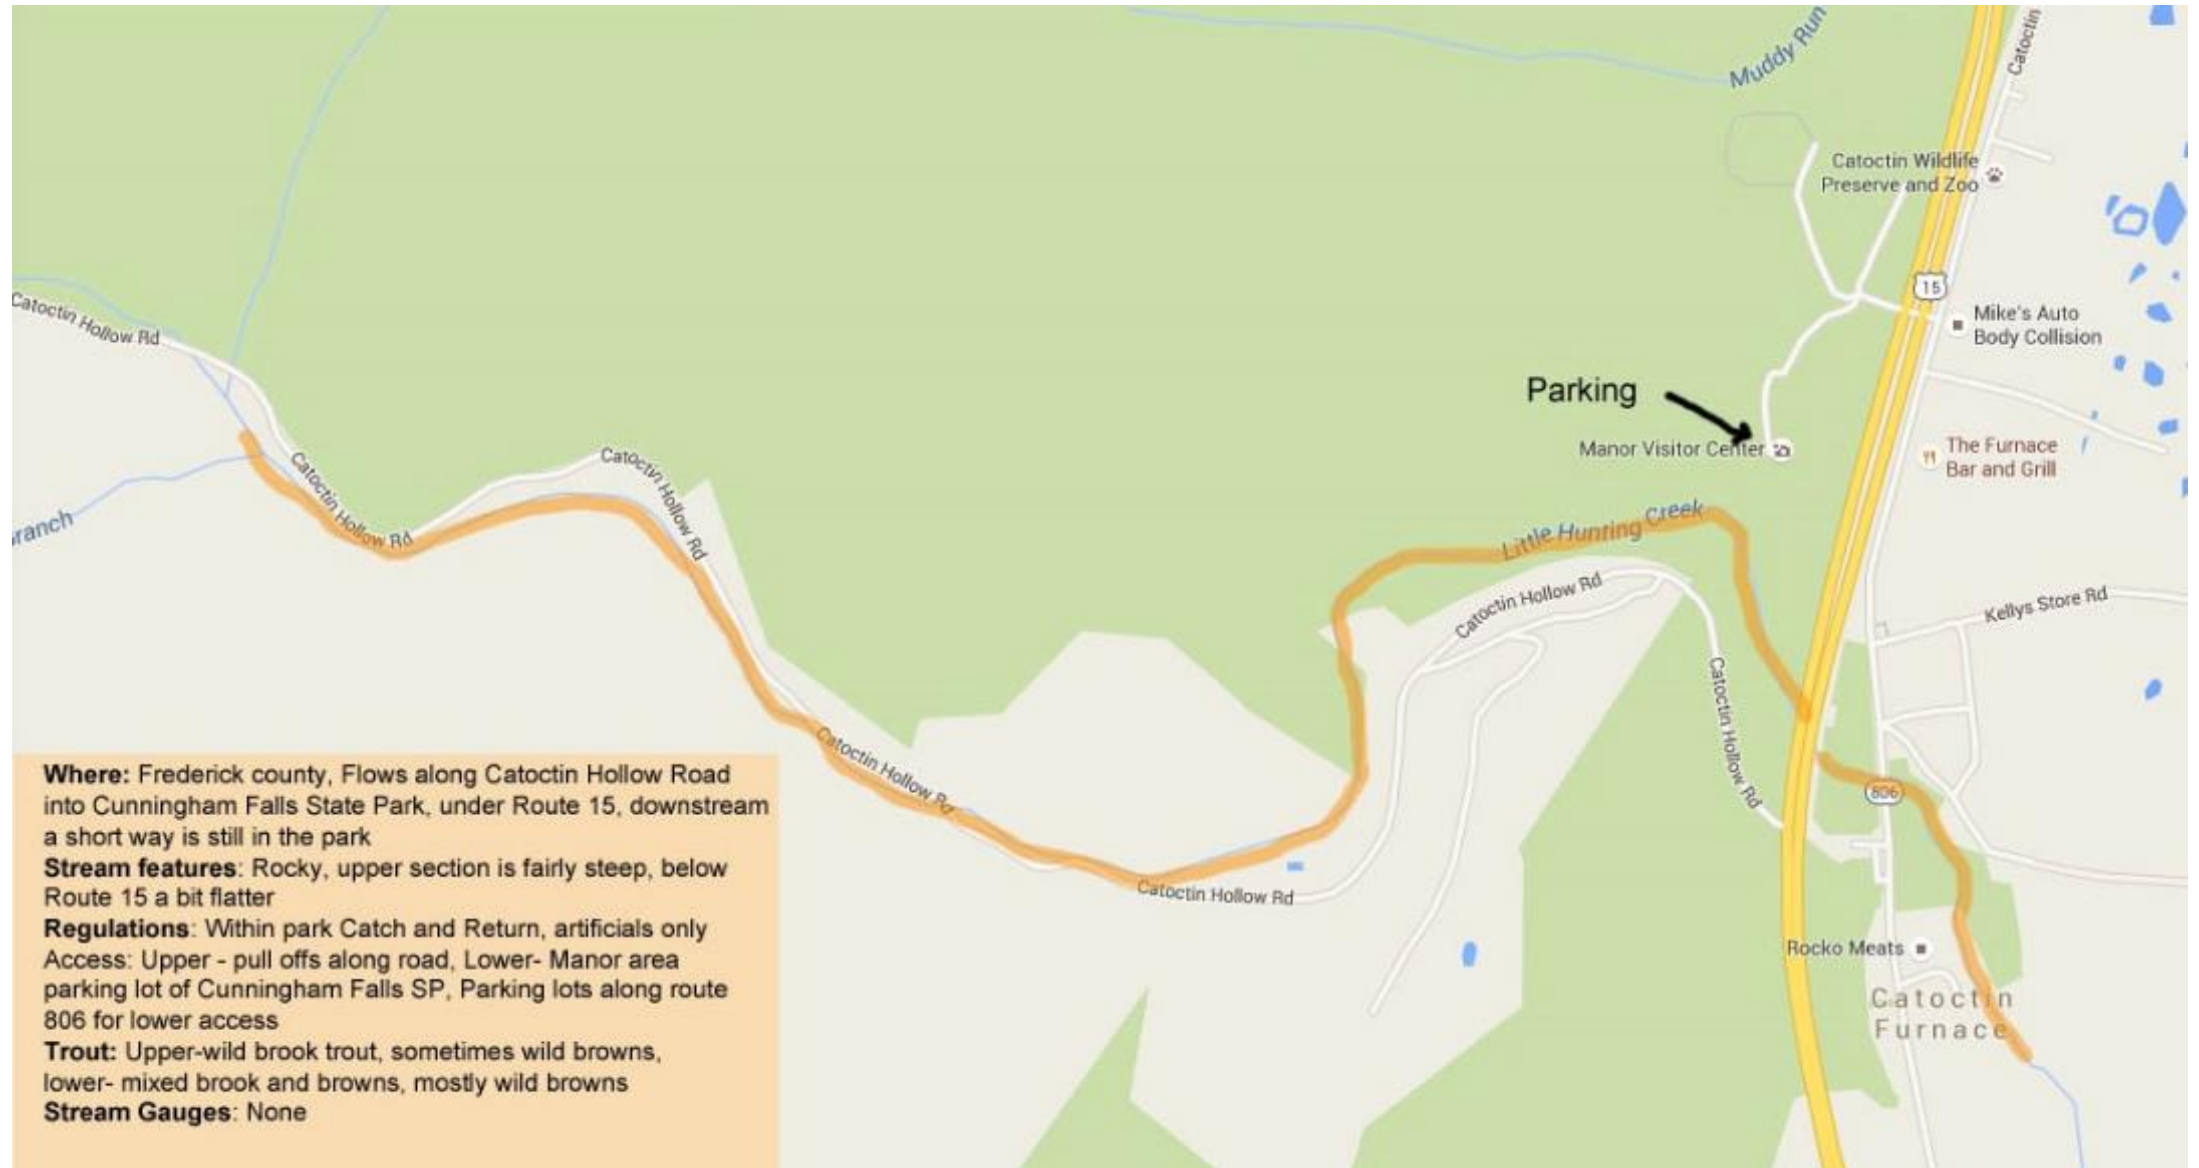 Muddy Run
Catoctin
Catoctin Wildlife
Preserve and Zoo
15
Mike's Auto
Body Collision
Catoctin Hollow Rd
Parking
Manor Visitor Center
The Furnace
Bar and Grill
Catoctin Hollow Rd
Catoctin Hollow Rd
ranch
Little Hunting Creek
Catoctin Hollow Rd
Kellys Store Rd
Catoctin Hollow Rd
Catoctin Hollow Rd
806
Catoctin Hollow Rd
Rocko Meats
Catoctin
Furnace
Where: Frederick county, Flows along Catoctin Hollow Road
into Cunningham Falls State Park, under Route 15, downstream
a short way is still in the park
Stream features: Rocky, upper section is fairly steep, below
Route 15 a bit flatter
Regulations: Within park Catch and Return, artificials only
Access: Upper - pull offs along road, Lower- Manor area
parking lot of Cunningham Falls SP, Parking lots along route
806 for lower access
Trout: Upper-wild brook trout, sometimes wild browns,
lower- mixed brook and browns, mostly wild browns
Stream Gauges: None